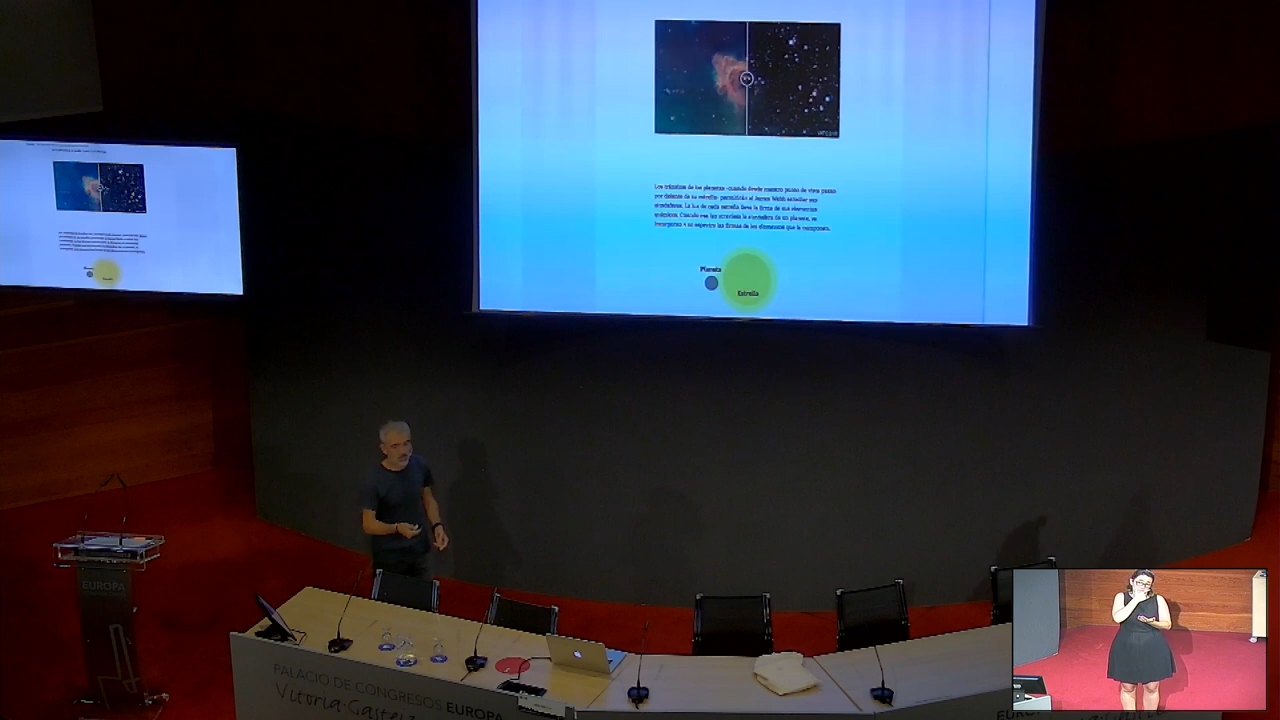 Los tránsitos de los planetas -cuando desde nuestro punto de vista pasan
por delante de su estrella- permitirán al James Webb estudiar sus
atmósferas. La luz de cada estrella lleva la firma de sus elementos
químicos. Cuando esa luz atraviesa la atmósfera de un planeta, se
incorporan a su espectro las firmas de los elementos que la componen.
Planeta
Estrella
EUROPA
PALACIO DE CONGRESOS EUROPA
Vitoria-Gasteiz
EUROPA